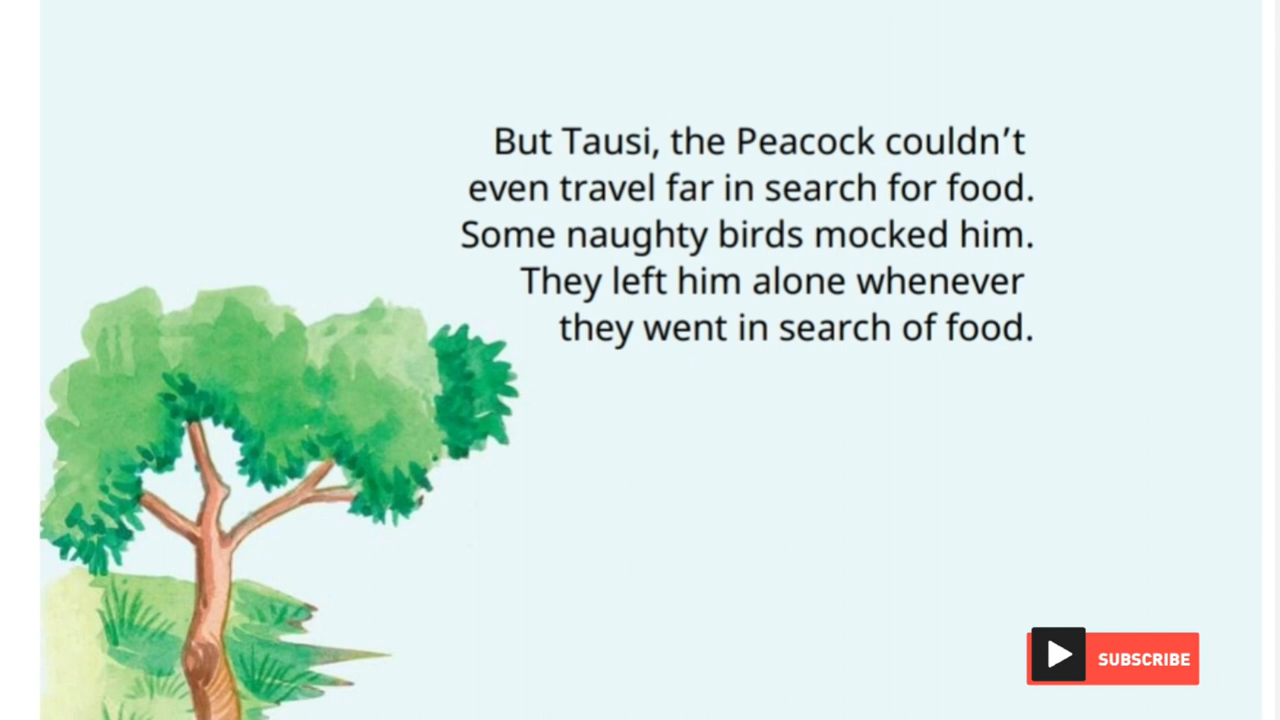 But Tausi, the Peacock couldn’t
even travel far in search for food.
Some naughty birds mocked him.
They left him alone whenever
they went in search of food.
SUBSCRIBE